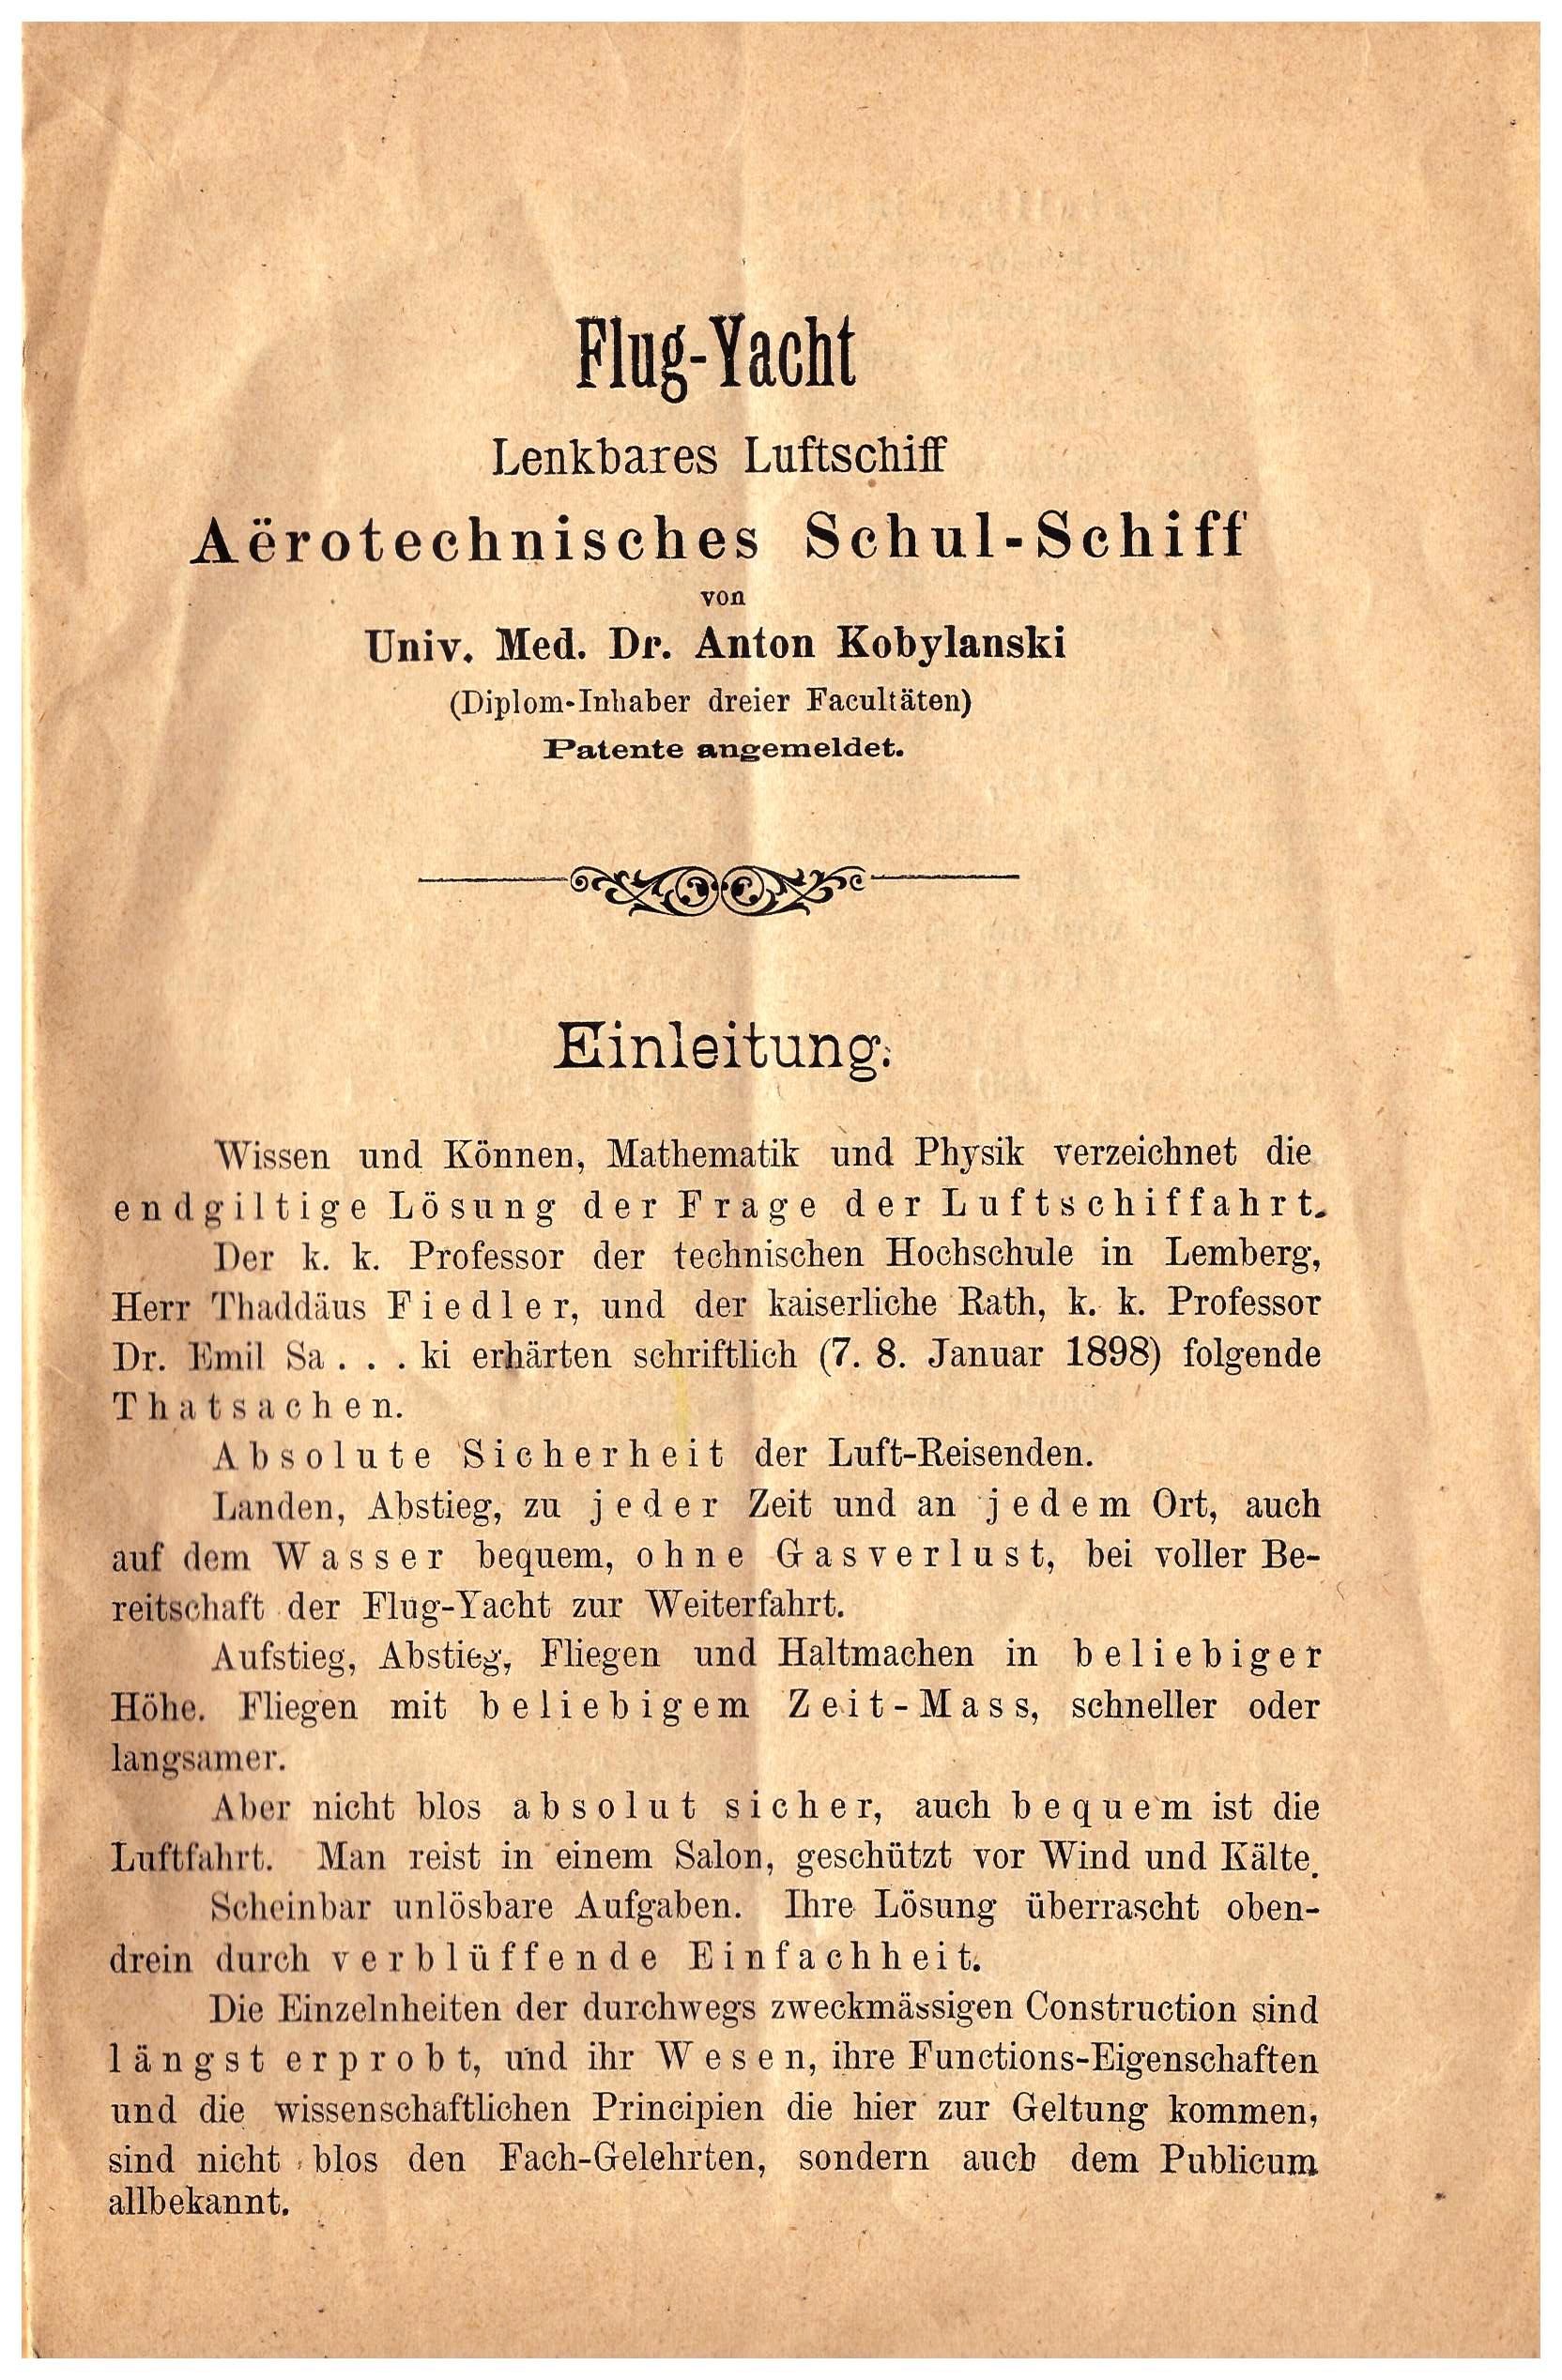 Flug-Yacht
Lenkbares Luftschiff
Aërotechnisches Schul-Schiff
von
Univ. Med. Dr. Anton Kobylanski
(Diplom-Inhaber dreier Facultäten)
Patente angemeldet.
Einleitung.
Wissen und Können, Mathematik und Physik verzeichnet die
endgiltige Lösung der Frage der Luftschiffahrt.
Der k. k. Professor der technischen Hochschule in Lemberg,
Herr Thaddäus Fiedler, und der kaiserliche Rath, k. k. Professor
Dr. Emil Sa . . . ki erhärten schriftlich (7. 8. Januar 1898) folgende
Thatsachen.
Absolute Sicherheit der Luft-Reisenden.
Landen, Abstieg, zu jeder Zeit und an jedem Ort, auch
auf dem Wasser bequem, ohne Gasverlust, bei voller Be-
reitschaft der Flug-Yacht zur Weiterfahrt.
Aufstieg, Abstieg, Fliegen und Haltmachen in beliebiger
Höhe. Fliegen mit beliebigem Zeit-Mass, schneller oder
langsamer.
Aber nicht blos absolut sicher, auch bequem ist die
Luftfahrt. Man reist in einem Salon, geschützt vor Wind und Kälte.
Scheinbar unlösbare Aufgaben. Ihre Lösung überrascht oben-
drein durch verblüffende Einfachheit.
Die Einzelnheiten der durchwegs zweckmässigen Construction sind
längst erprobt, und ihr Wesen, ihre Functions-Eigenschaften
und die wissenschaftlichen Principien die hier zur Geltung kommen,
sind nicht blos den Fach-Gelehrten, sondern auch dem Publicum
allbekannt.